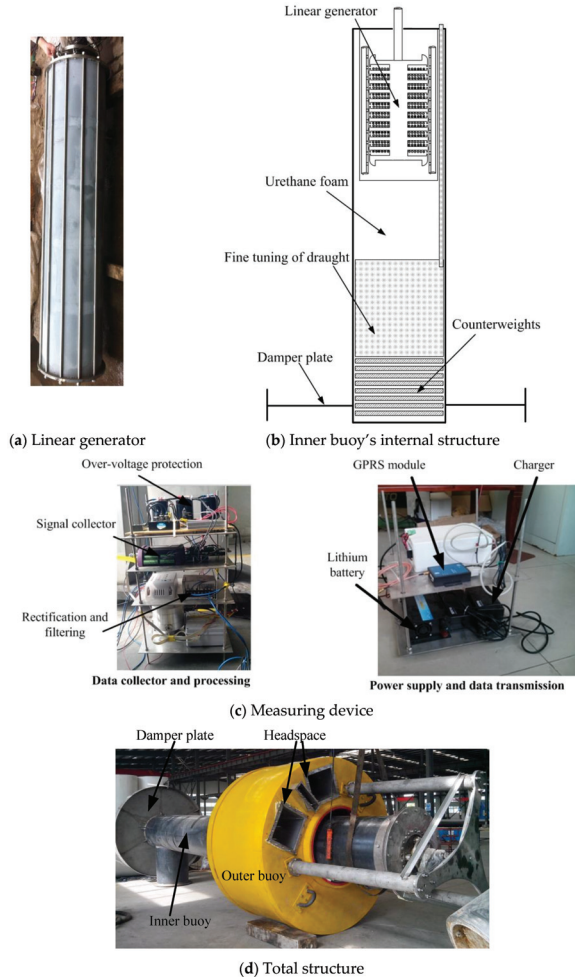 Linear generator
Urethane foam
Fine tuning of draught
Counterweights
Damper plate
(a) Linear generator
(b) Inner buoy's internal structure
Over-voltage protection
GPRS module
Charger
Signal collector
Lithium
battery
Rectification and
filtering
Data collector and processing
Power supply and data transmission
(c) Measuring device
Damper plate
Headspace
Outer buoy
Inner buoy
(d) Total structure